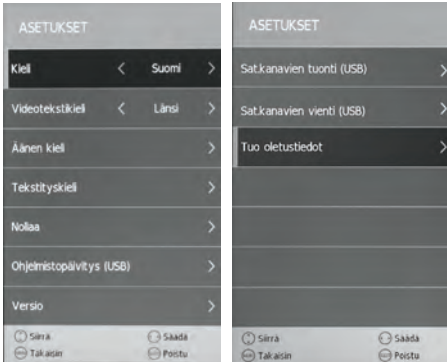 ASETUKSET
Kieli < Suomi >
Videotekstikieli < Länsi >
Äänen kieli >
Tekstityskieli >
Nollaa >
Ohjelmistopäivitys (USB) >
Versio >
Siirrä Säädä
Takaisin Poistu
ASETUKSET
Sat.kanavien tuonti (USB) >
Sat.kanavien vienti (USB) >
Tuo oletustiedot >
Siirrä Säädä
Takaisin Poistu